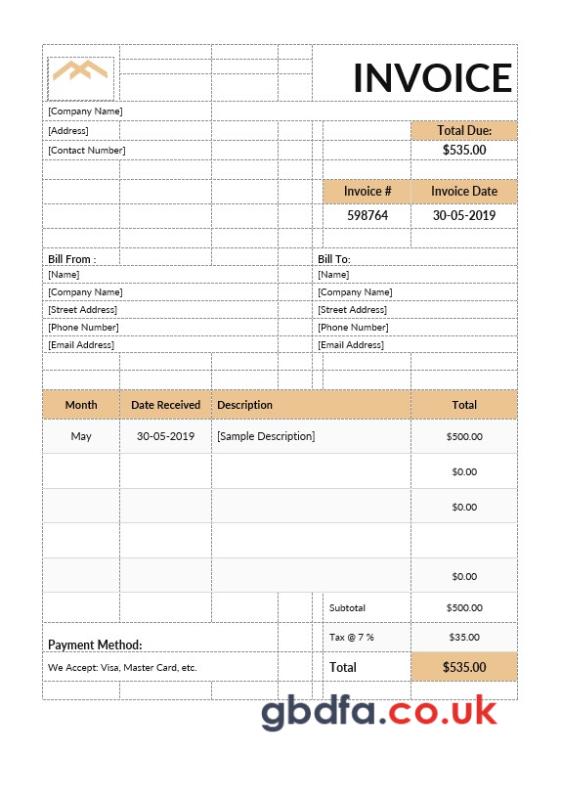 INVOICE
[Company Name]
[Address]
Total Due:
[Contact Number]
$535.00
Invoice # Invoice Date
598764 30-05-2019
Bill From : Bill To:
[Name] [Name]
[Company Name] [Company Name]
[Street Address] [Street Address]
[Phone Number] [Phone Number]
[Email Address] [Email Address]
Month Date Received Description Total
May 30-05-2019 [Sample Description] $500.00
$0.00
$0.00
$0.00
Subtotal $500.00
Tax @ 7 % $35.00
Payment Method:
We Accept: Visa, Master Card, etc. Total $535.00
gbdfa.co.uk